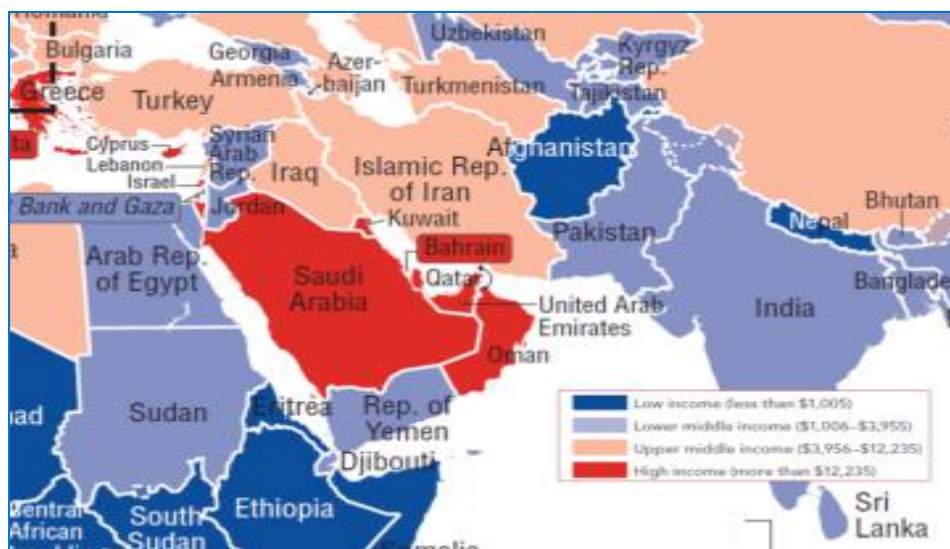 Romania
Bulgaria
Georgia
Uzbekistan
Kyrgyz
Rep.
Armenia
Azer-
baijan
Turkmenistan
Tajikistan
Greece
Turkey
ta
Cyprus
Lebanon
Israel
Syrian
Arab
Rep.
Iraq
Islamic Rep.
of Iran
Afghanistan
Bank and Gaza
Jordan
Kuwait
Pakistan
Nepal
Bhutan
Arab Rep.
of Egypt
Saudi
Arabia
Bahrain
Qatar
United Arab
Emirates
India
Banglade
Oman
Sudan
Eritrea
Rep. of
Yemen
Djibouti
ad
Ethiopia
Low income (less than $1,005)
Lower middle income ($1,006–$3,955)
Upper middle income ($3,956–$12,235)
High income (more than $12,235)
Central
African
South
Sudan
Somalia
Sri
Lanka